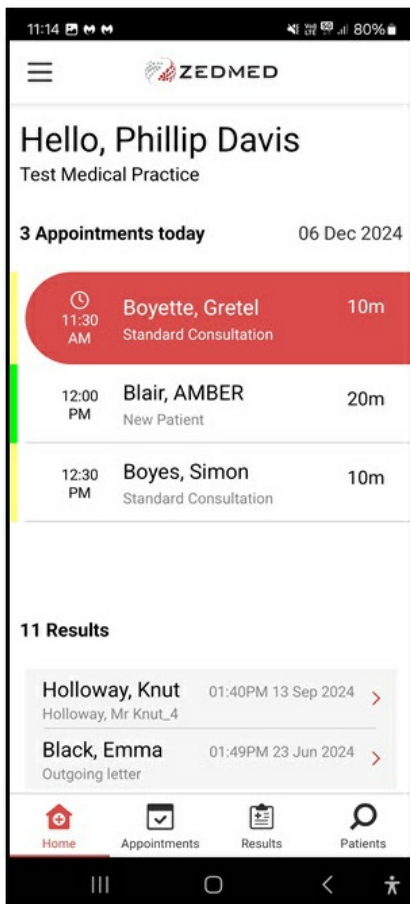 11:14 80%
ZEDMED
Hello, Phillip Davis
Test Medical Practice
3 Appointments today 06 Dec 2024
11:30 AM Boyette, Gretel 10m
Standard Consultation
12:00 PM Blair, AMBER 20m
New Patient
12:30 PM Boyes, Simon 10m
Standard Consultation
11 Results
Holloway, Knut 01:40PM 13 Sep 2024
Holloway, Mr Knut_4
Black, Emma 01:49PM 23 Jun 2024
Outgoing letter
Home Appointments Results Patients